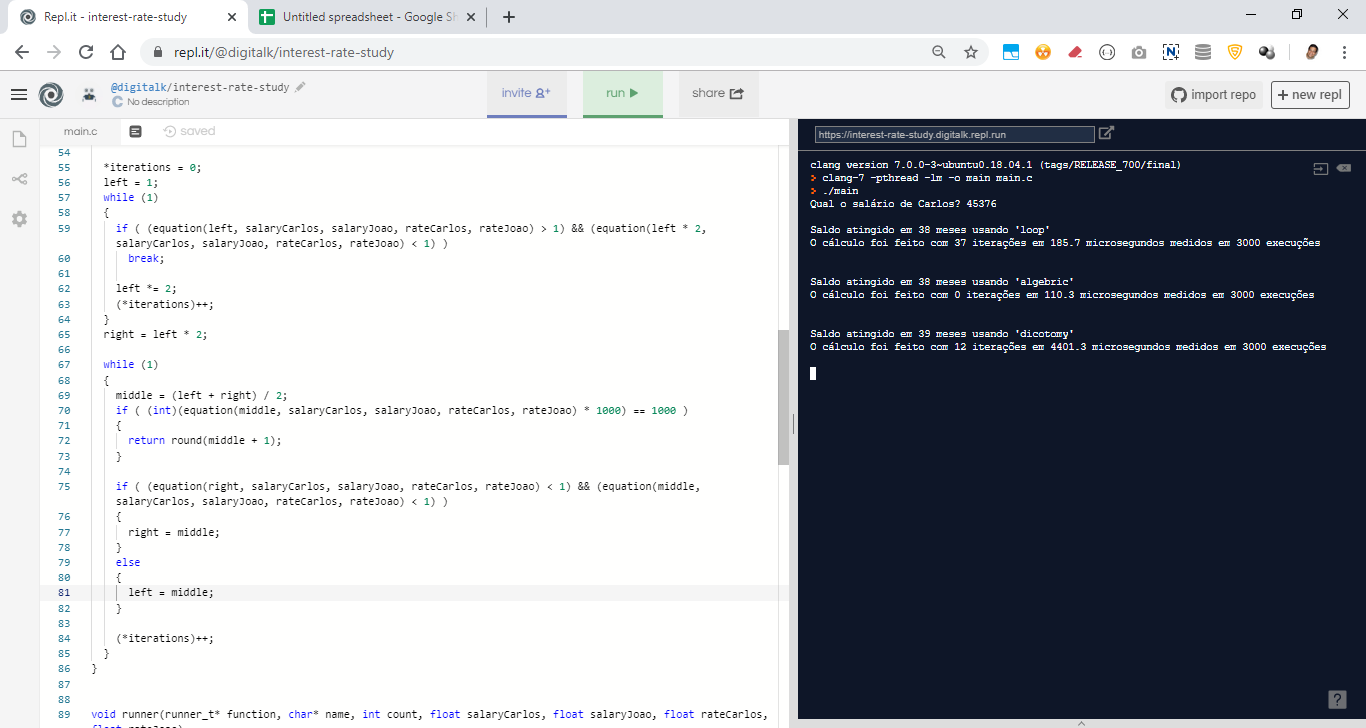 Repl.it - interest-rate-study
Untitled spreadsheet - Google Sh
repl.it/@digitalk/interest-rate-study
@digitalk/interest-rate-study
No description
invite
run
share
import repo
+ new repl
main.c
saved
https://interest-rate-study.digitalk.repl.run
54
55 *iterations = 0;
56 left = 1;
57 while (1)
58 {
59 if ( (equation(left, salaryCarlos, salaryJoao, rateCarlos, rateJoao) > 1) && (equation(left * 2,
salaryCarlos, salaryJoao, rateCarlos, rateJoao) < 1) )
60 break;
61
62 left *= 2;
63 (*iterations)++;
64 }
65 right = left * 2;
66
67 while (1)
68 {
69 middle = (left + right) / 2;
70 if ( (int)(equation(middle, salaryCarlos, salaryJoao, rateCarlos, rateJoao) * 1000) == 1000 )
71 {
72 return round(middle + 1);
73 }
74
75 if ( (equation(right, salaryCarlos, salaryJoao, rateCarlos, rateJoao) < 1) && (equation(middle,
salaryCarlos, salaryJoao, rateCarlos, rateJoao) < 1) )
76 {
77 right = middle;
78 }
79 else
80 {
81 left = middle;
82 }
83
84 (*iterations)++;
85 }
86 }
87
88
89 void runner(runner_t* function, char* name, int count, float salaryCarlos, float salaryJoao, float rateCarlos,
float rateJoao)
clang version 7.0.0-3~ubuntu0.18.04.1 (tags/RELEASE_700/final)
> clang-7 -pthread -lm -o main main.c
> ./main
Qual o salário de Carlos? 45376
Saldo atingido em 38 meses usando 'loop'
O cálculo foi feito com 37 iterações em 185.7 microsegundos medidos em 3000 execuções
Saldo atingido em 38 meses usando 'algebric'
O cálculo foi feito com 0 iterações em 110.3 microsegundos medidos em 3000 execuções
Saldo atingido em 39 meses usando 'dicotomy'
O cálculo foi feito com 12 iterações em 4401.3 microsegundos medidos em 3000 execuções
?